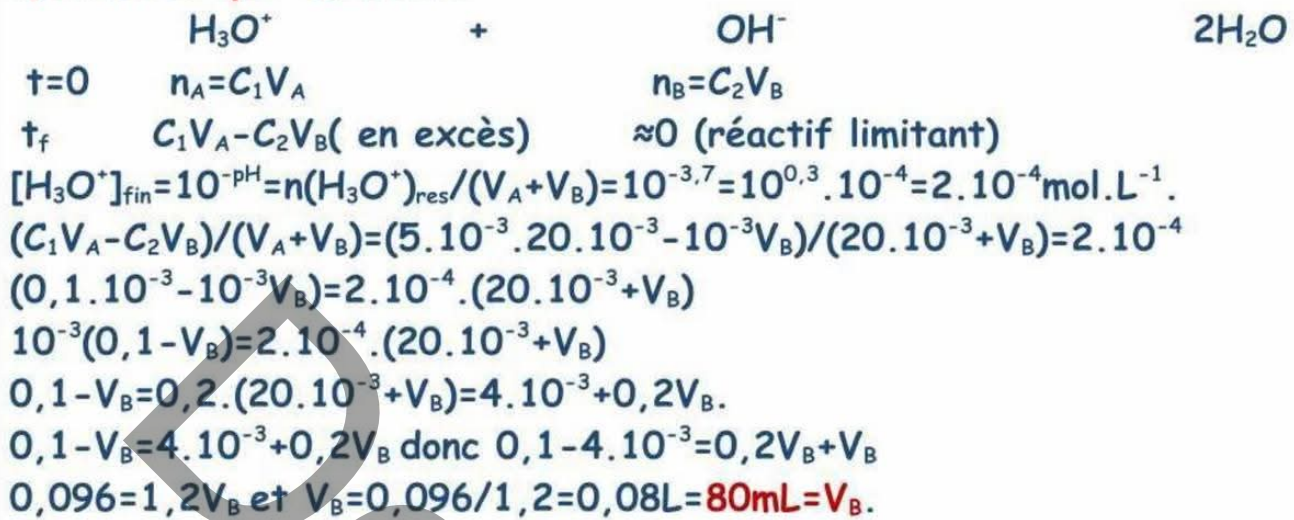 H₃O⁺ + OH⁻ 2H₂O
t=0 n_A=C₁V_A n_B=C₂V_B
t_f C₁V_A-C₂V_B( en excès) ≈0 (réactif limitant)
[H₃O⁺]_fin=10^-pH=n(H₃O⁺)_res/(V_A+V_B)=10^-3,7=10^0,3.10⁻⁴=2.10⁻⁴mol.L⁻¹.
(C₁V_A-C₂V_B)/(V_A+V_B)=(5.10⁻³.20.10⁻³-10⁻³V_B)/(20.10⁻³+V_B)=2.10⁻⁴
(0,1.10⁻³-10⁻³V_B)=2.10⁻⁴.(20.10⁻³+V_B)
10⁻³(0,1-V_B)=2.10⁻⁴.(20.10⁻³+V_B)
0,1-V_B=0,2.(20.10⁻³+V_B)=4.10⁻³+0,2V_B.
0,1-V_B=4.10⁻³+0,2V_B donc 0,1-4.10⁻³=0,2V_B+V_B
0,096=1,2V_B et V_B=0,096/1,2=0,08L=80mL=V_B.